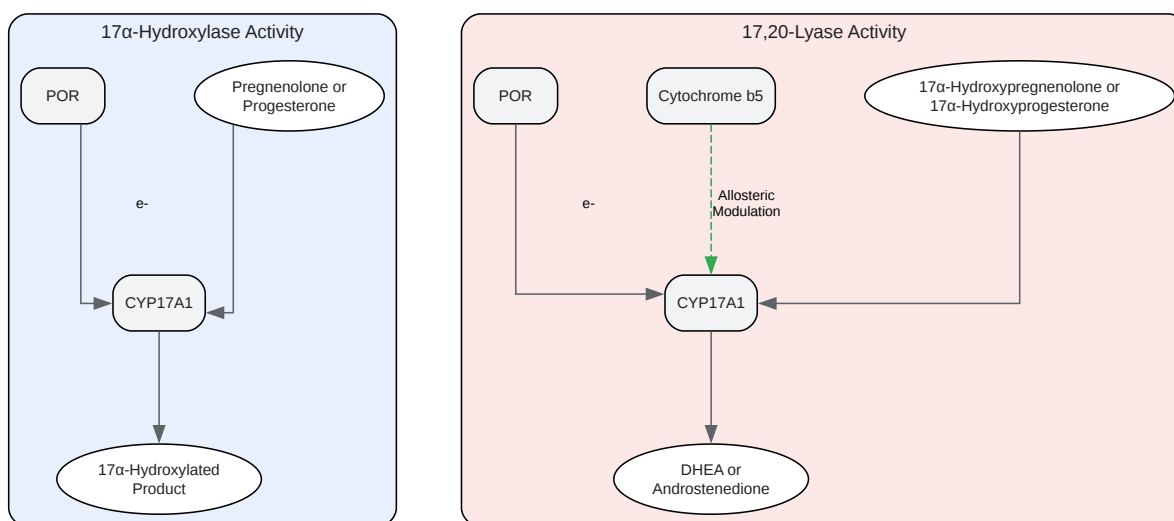 17α-Hydroxylase Activity
POR
Pregnenolone or
Progesterone
e-
CYP17A1
17α-Hydroxylated
Product
17,20-Lyase Activity
POR
Cytochrome b5
17α-Hydroxypregnenolone or
17α-Hydroxyprogesterone
e-
Allosteric
Modulation
CYP17A1
DHEA or
Androstenedione